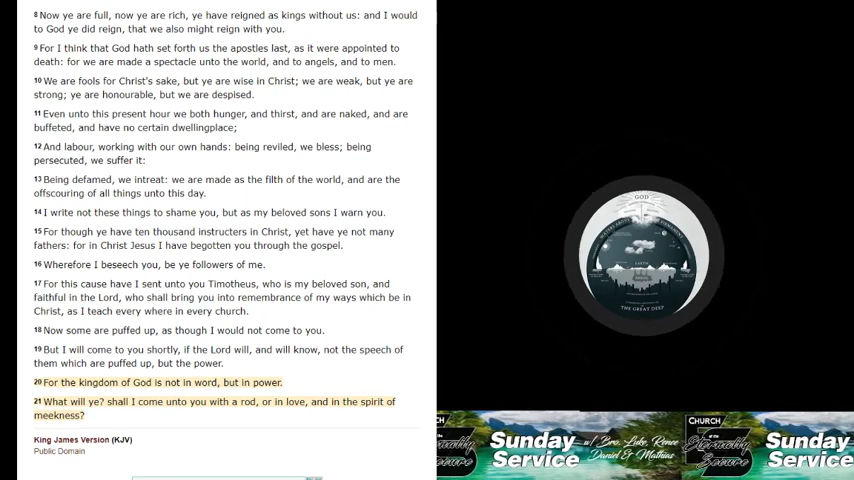 8 Now ye are full, now ye are rich, ye have reigned as kings without us: and I would
to God ye did reign, that we also might reign with you.
9 For I think that God hath set forth us the apostles last, as it were appointed to
death: for we are made a spectacle unto the world, and to angels, and to men.
10 We are fools for Christ's sake, but ye are wise in Christ; we are weak, but ye are
strong; ye are honourable, but we are despised.
11 Even unto this present hour we both hunger, and thirst, and are naked, and are
buffeted, and have no certain dwellingplace;
12 And labour, working with our own hands: being reviled, we bless; being
persecuted, we suffer it:
13 Being defamed, we intreat: we are made as the filth of the world, and are the
offscouring of all things unto this day.
14 I write not these things to shame you, but as my beloved sons I warn you.
15 For though ye have ten thousand instructers in Christ, yet have ye not many
fathers: for in Christ Jesus I have begotten you through the gospel.
16 Wherefore I beseech you, be ye followers of me.
17 For this cause have I sent unto you Timotheus, who is my beloved son, and
faithful in the Lord, who shall bring you into remembrance of my ways which be in
Christ, as I teach every where in every church.
18 Now some are puffed up, as though I would not come to you.
19 But I will come to you shortly, if the Lord will, and will know, not the speech of
them which are puffed up, but the power.
20 For the kingdom of God is not in word, but in power.
21 What will ye? shall I come unto you with a rod, or in love, and in the spirit of
meekness?
King James Version (KJV)
Public Domain
GOD
EARTH
THE GREAT DEEP
CH
of the
Eternally
Secure
Sunday
Service
w/ Bro. Luke, Renee
Daniel & Mathias
CHURCH
of the
Eternally
Secure
Sunday
Service